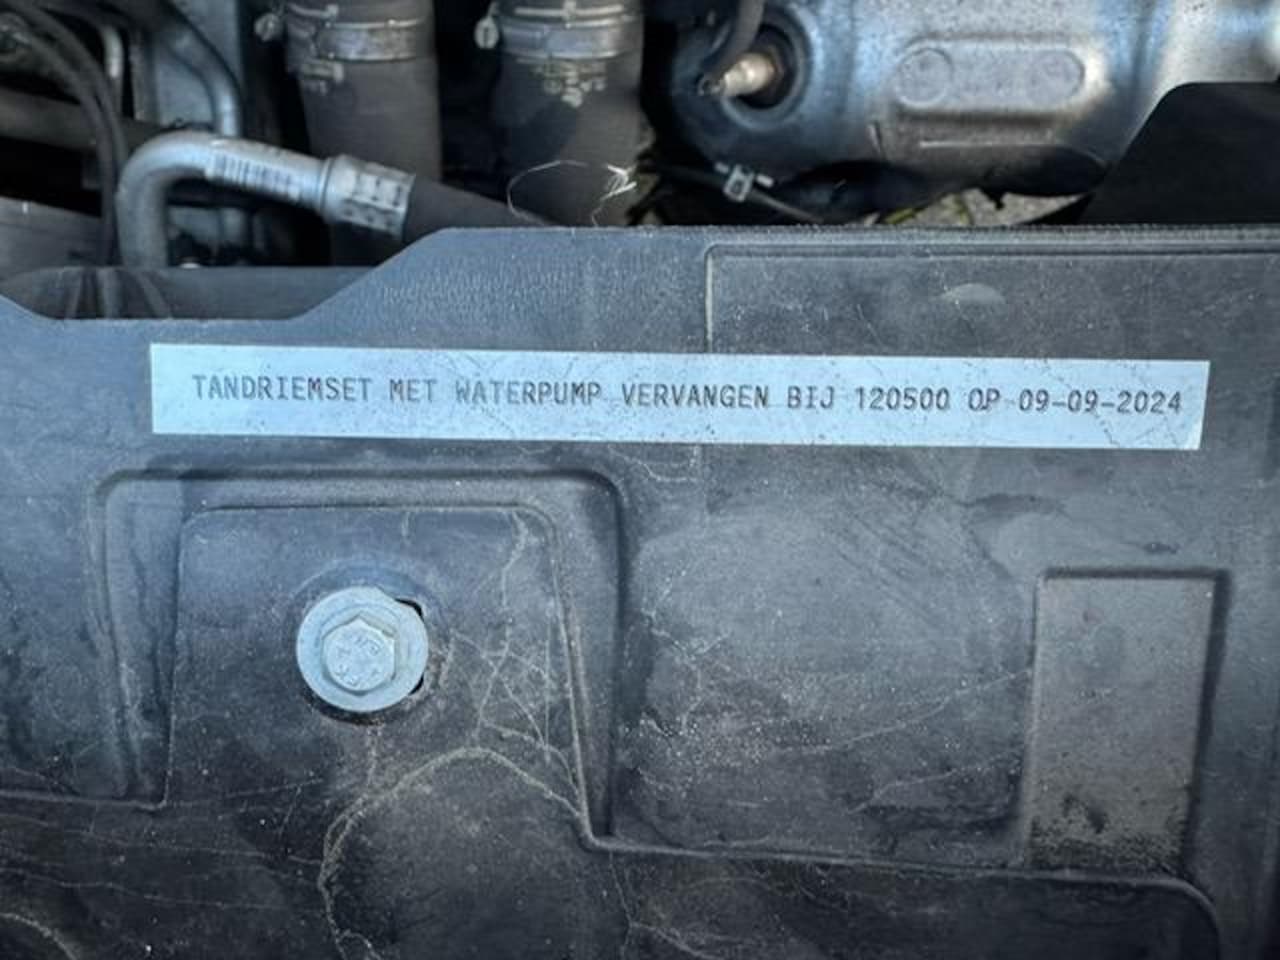 TANDRIEMSET MET WATERPUMP VERVANGEN BIJ 120500 OP 09-09-2024